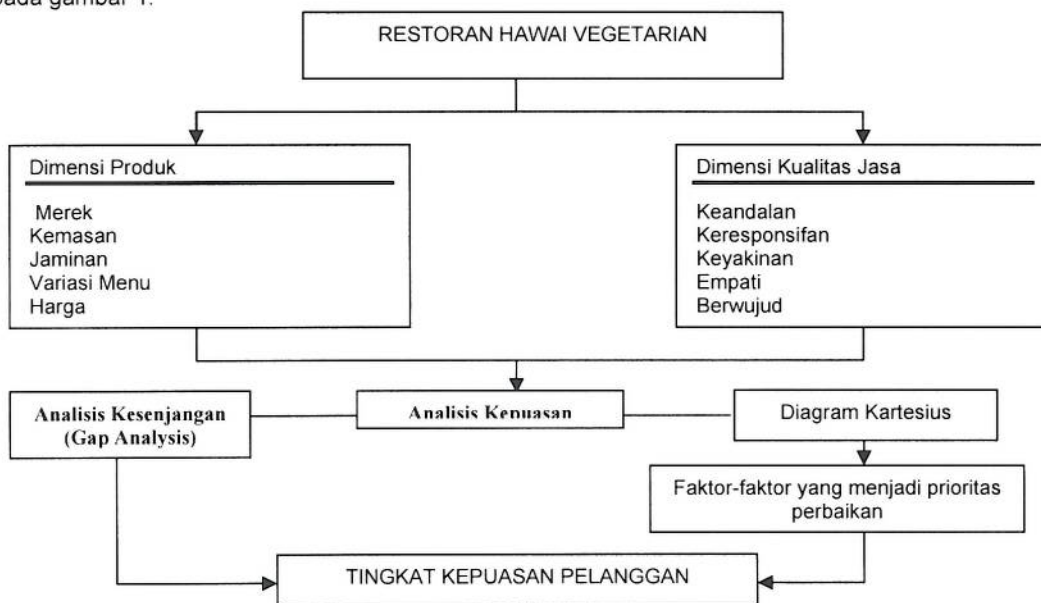 pada gambar 1.
RESTORAN HAWAI VEGETARIAN
Dimensi Produk
Merek
Kemasan
Jaminan
Variasi Menu
Harga
Dimensi Kualitas Jasa
Keandalan
Keresponsifan
Keyakinan
Empati
Berwujud
Analisis Kesenjangan
(Gap Analysis)
Analisis Kepuasan
Diagram Kartesius
Faktor-faktor yang menjadi prioritas
perbaikan
TINGKAT KEPUASAN PELANGGAN